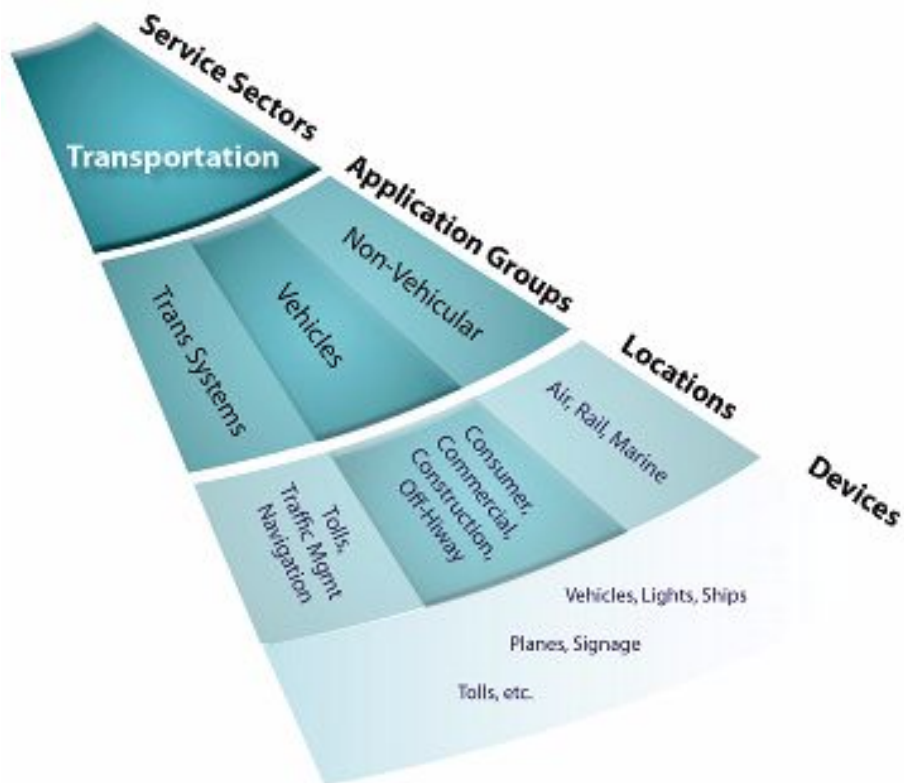 Service Sectors
Transportation
Application Groups
Non-Vehicular
Vehicles
Trans Systems
Locations
Air, Rail, Marine
Consumer,
Commercial,
Construction,
Off-Hiway
Tolls,
Traffic Mgmt
Navigation
Devices
Vehicles, Lights, Ships
Planes, Signage
Tolls, etc.